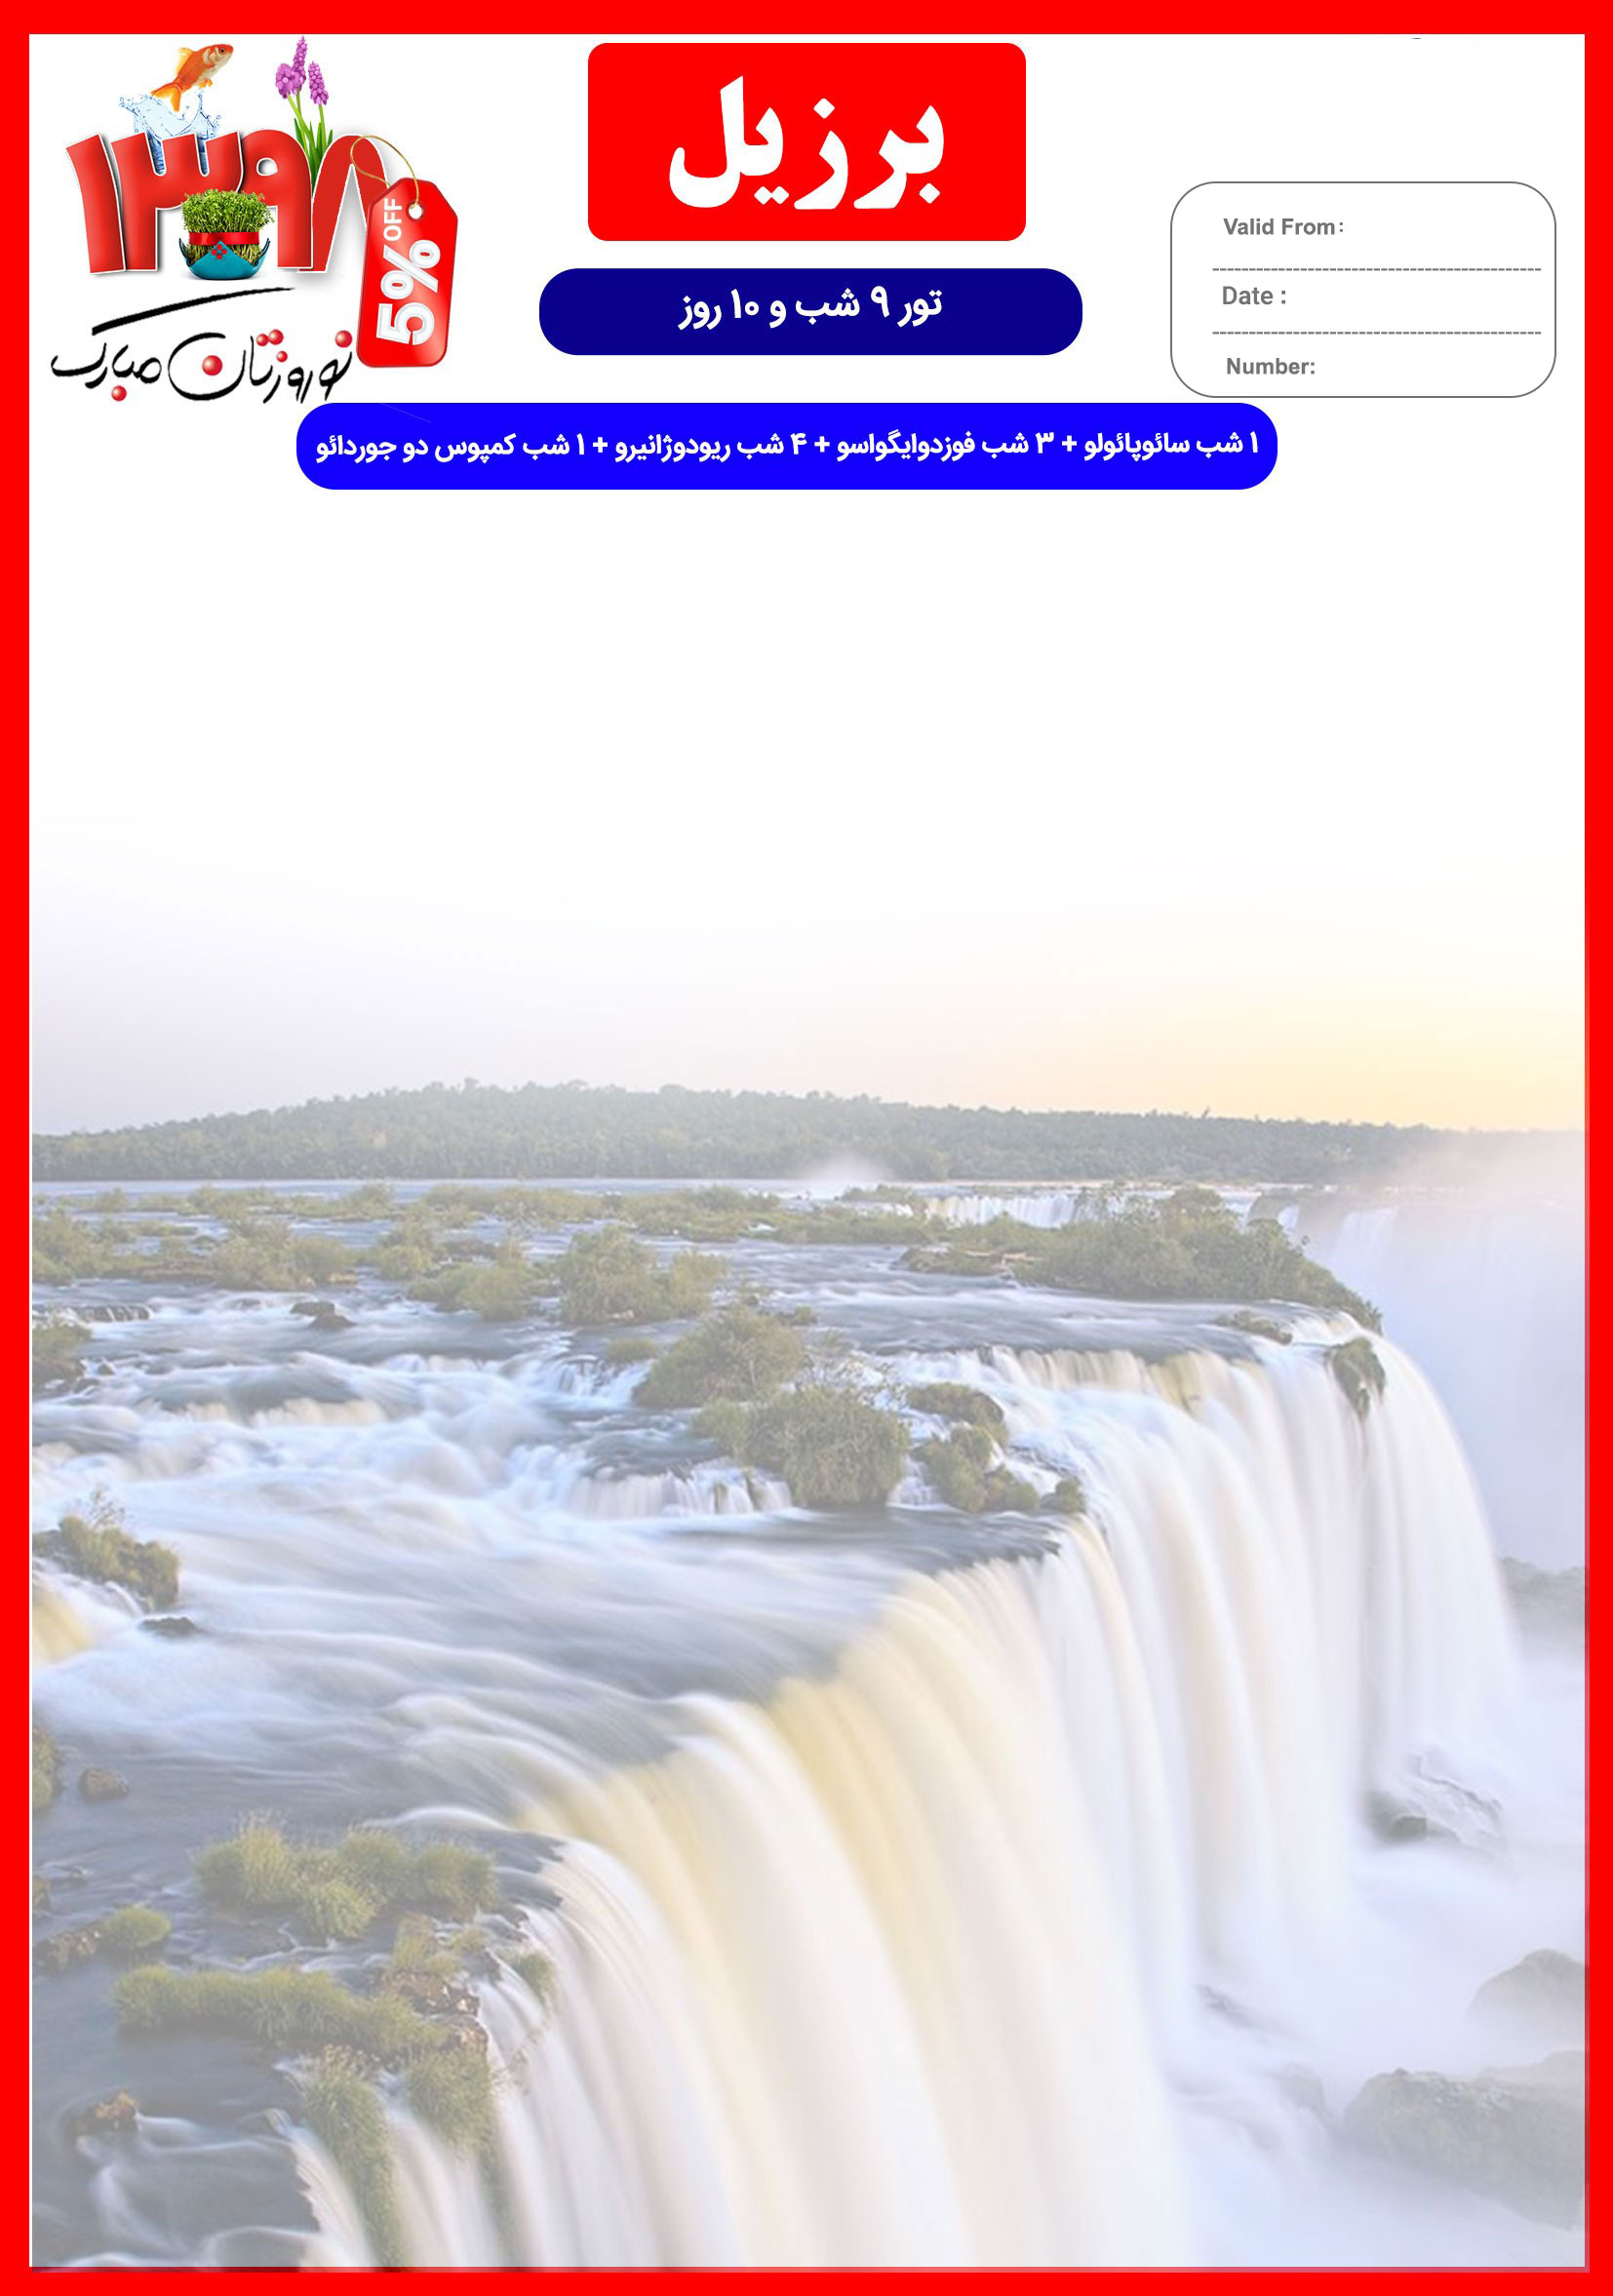 برزیل
۱۳۹۸
5% OFF
نوروزتان مبارک
تور ۹ شب و ۱۰ روز
Valid From:
Date :
Number:
۱ شب سائوپائولو + ۳ شب فوزدوایگواسو + ۴ شب ریودوژانیرو + ۱ شب کمپوس دو جوردائو